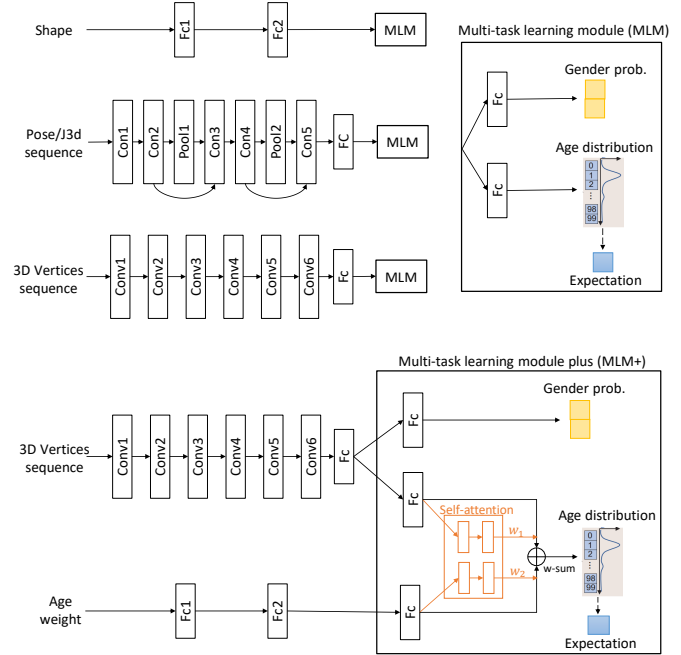 Shape
Fc1
Fc2
MLM
Pose/J3d
sequence
Con1
Con2
Pool1
Con3
Con4
Pool2
Con5
FC
MLM
3D Vertices
sequence
Conv1
Conv2
Conv3
Conv4
Conv5
Conv6
Fc
MLM
Multi-task learning module (MLM)
Fc
Gender prob.
Fc
Age distribution
0
1
2
⋮
98
99
Expectation
Multi-task learning module plus (MLM+)
3D Vertices
sequence
Conv1
Conv2
Conv3
Conv4
Conv5
Conv6
Fc
Fc
Gender prob.
Fc
Self-attention
w1
w2
w-sum
Age distribution
0
1
2
⋮
98
99
Expectation
Age
weight
Fc1
Fc2
Fc